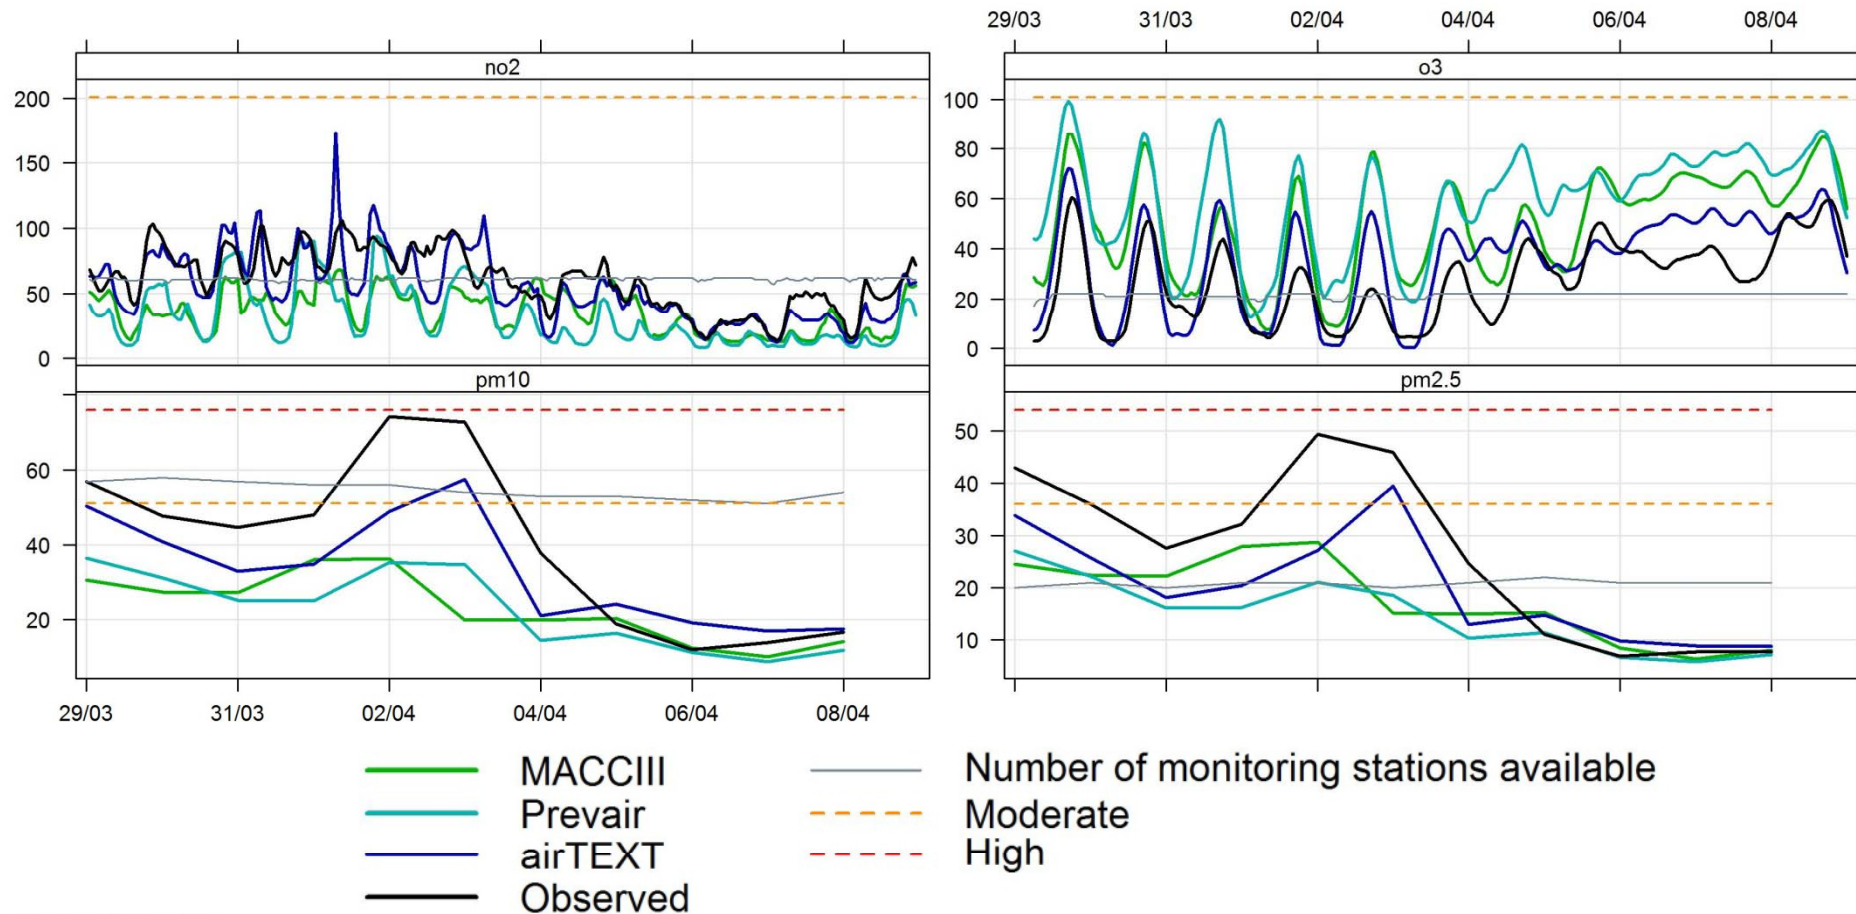 29/03 31/03 02/04 04/04 06/04 08/04
no2
o3
200
150
100
50
0
100
80
60
40
20
0
pm10
pm2.5
60
40
20
50
40
30
20
10
29/03 31/03 02/04 04/04 06/04 08/04
MACCIII
Prevair
airTEXT
Observed
Number of monitoring stations available
Moderate
High